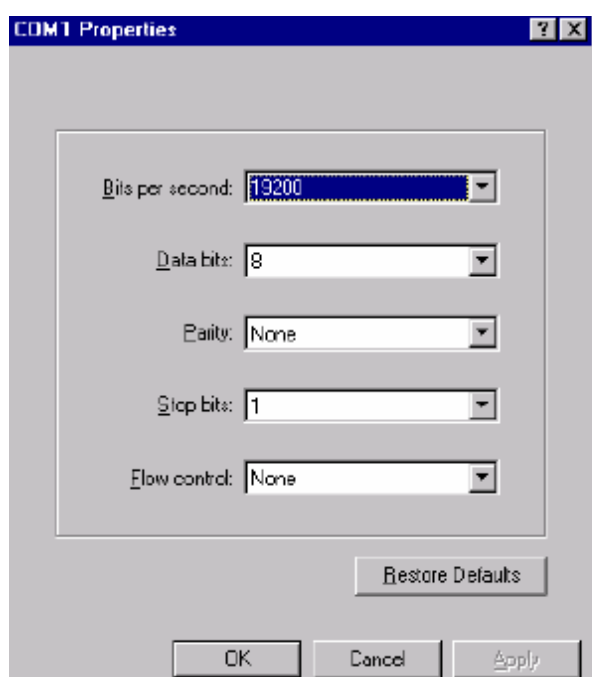 COM1 Properties
Bits per second: 19200
Data bits: 8
Parity: None
Stop bits: 1
Flow control: None
Restore Defaults
OK Cancel Apply